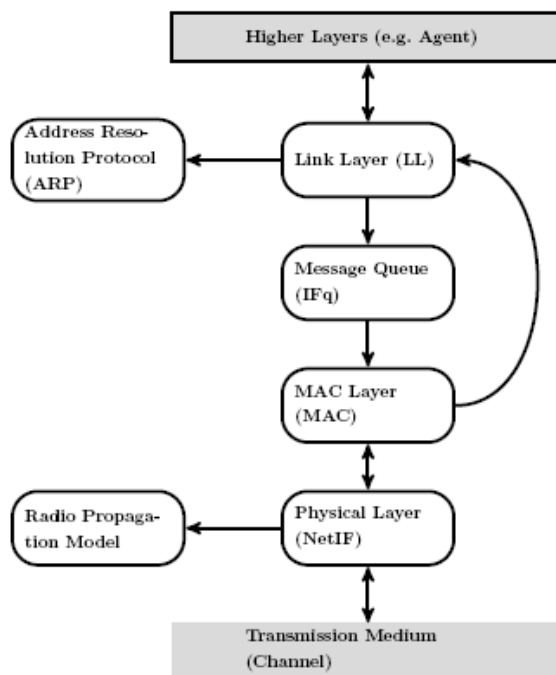 Higher Layers (e.g. Agent)
Address Reso-
lution Protocol
(ARP)
Link Layer (LL)
Message Queue
(IFq)
MAC Layer
(MAC)
Radio Propaga-
tion Model
Physical Layer
(NetIF)
Transmission Medium
(Channel)